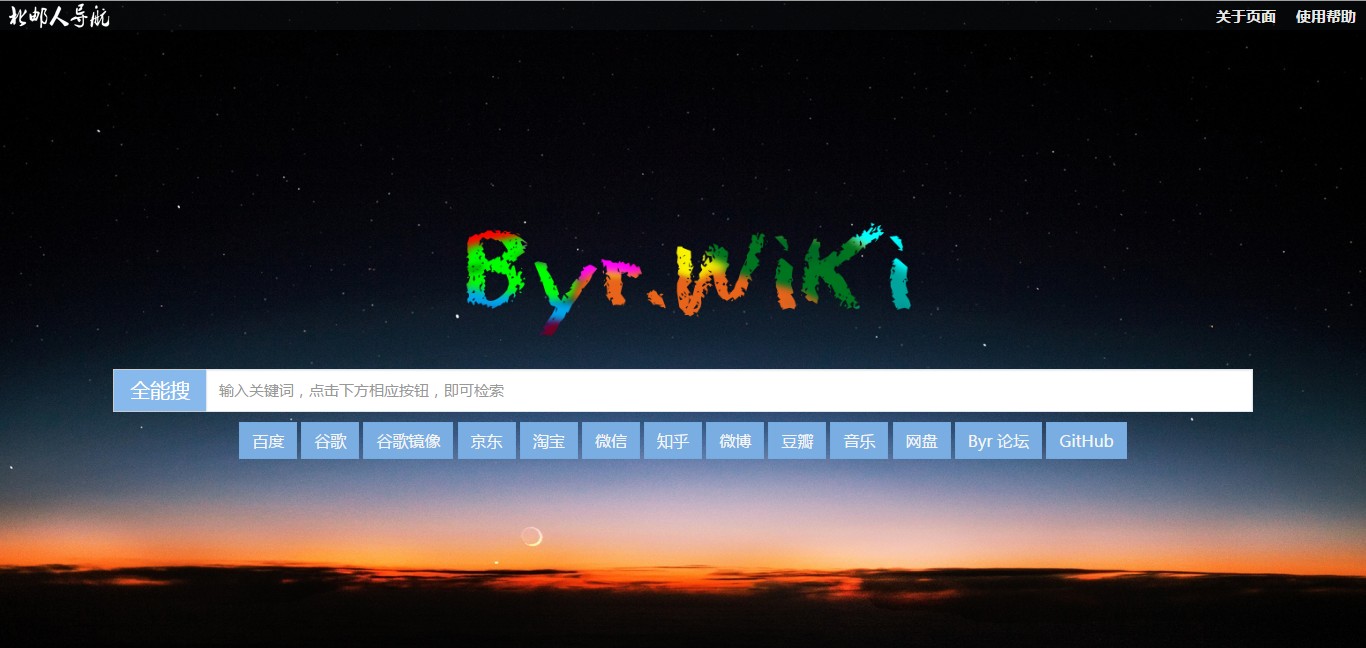 北邮人导航
关于页面 使用帮助
Byr.WiKi
全能搜 输入关键词，点击下方相应按钮，即可检索
百度 谷歌 谷歌镜像 京东 淘宝 微信 知乎 微博 豆瓣 音乐 网盘 Byr 论坛 GitHub